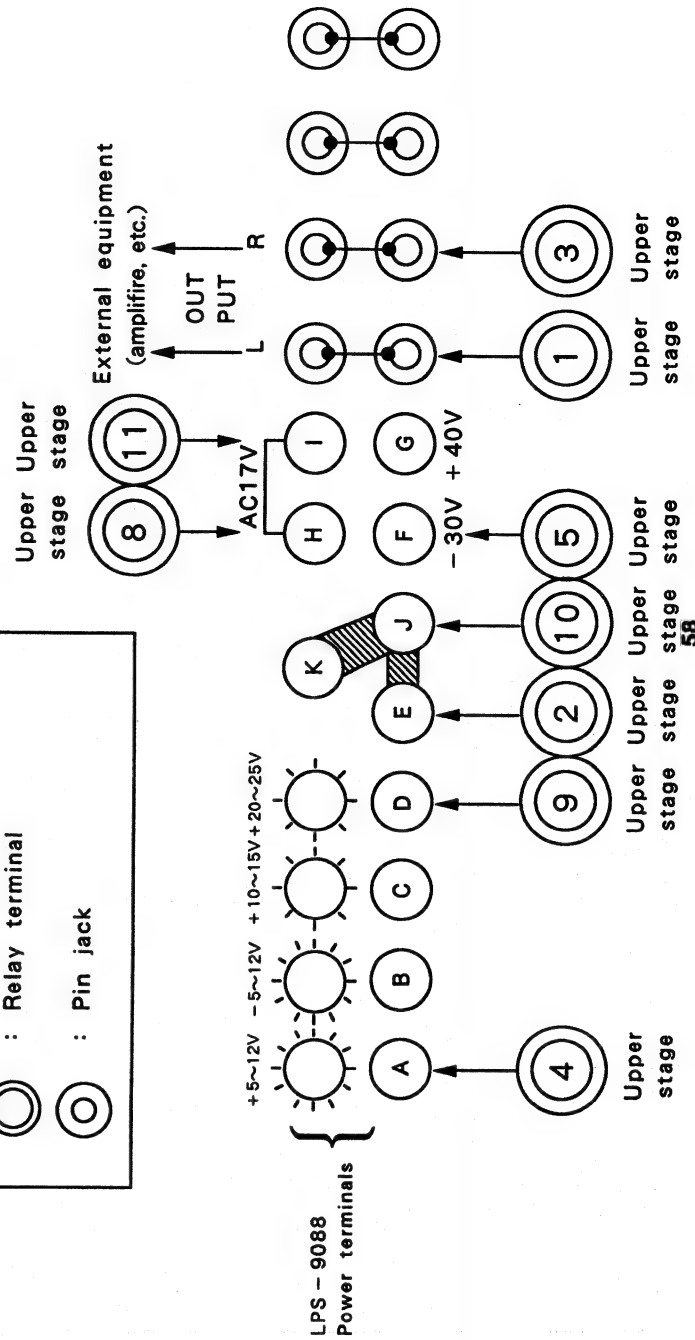 : Relay terminal
: Pin jack
Upper Upper
stage stage
8 11
External equipment
(amplifire, etc.)
OUT
PUT
L R
AC17V
+5~12V -5~12V +10~15V +20~25V
K H I
LPS – 9088
Power terminals
A B C D E J F G
-30V +40V
4 9 2 10 5 1 3
Upper Upper Upper Upper Upper Upper Upper
stage stage stage stage stage stage stage
58